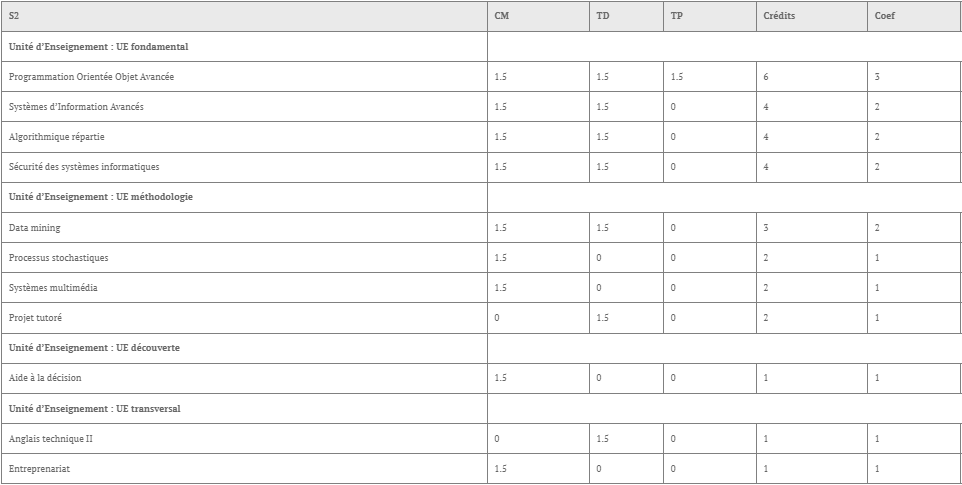 S2 CM TD TP Crédits Coef
Unité d'Enseignement : UE fondamental
Programmation Orientée Objet Avancée 1.5 1.5 1.5 6 3
Systèmes d'Information Avancés 1.5 1.5 0 4 2
Algorithmique répartie 1.5 1.5 0 4 2
Sécurité des systèmes informatiques 1.5 1.5 0 4 2
Unité d'Enseignement : UE méthodologie
Data mining 1.5 1.5 0 3 2
Processus stochastiques 1.5 0 0 2 1
Systèmes multimédia 1.5 0 0 2 1
Projet tutoré 0 1.5 0 2 1
Unité d'Enseignement : UE découverte
Aide à la décision 1.5 0 0 1 1
Unité d'Enseignement : UE transversal
Anglais technique II 0 1.5 0 1 1
Entreprenariat 1.5 0 0 1 1